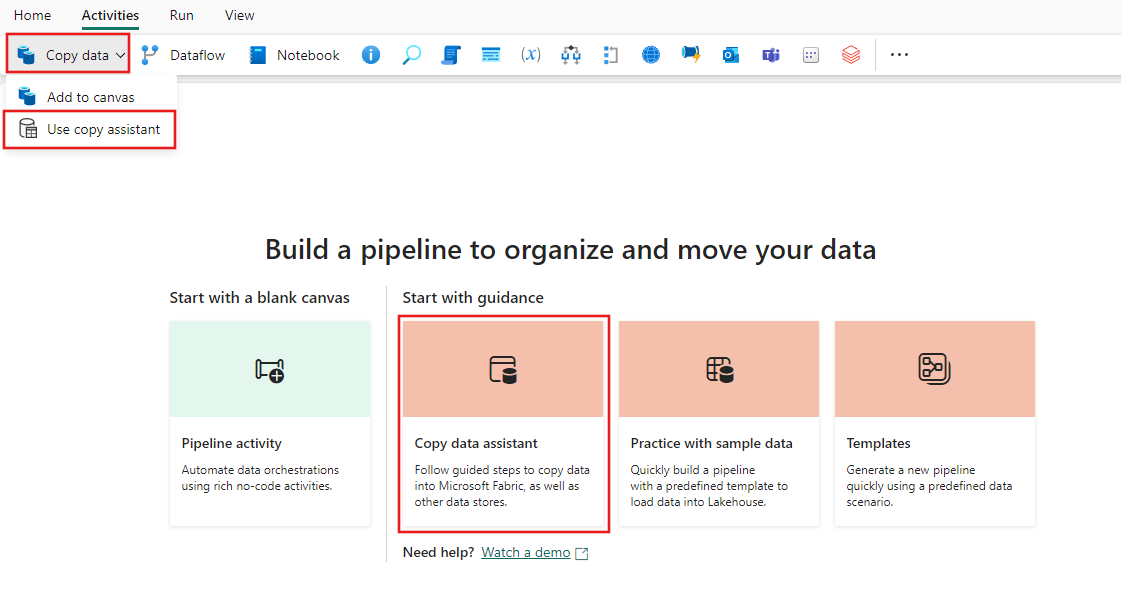 Home Activities Run View
Copy data Dataflow Notebook (x)
Add to canvas
Use copy assistant
Build a pipeline to organize and move your data
Start with a blank canvas
Pipeline activity
Automate data orchestrations
using rich no-code activities.
Start with guidance
Copy data assistant
Follow guided steps to copy data
into Microsoft Fabric, as well as
other data stores.
Practice with sample data
Quickly build a pipeline
with a predefined template to
load data into Lakehouse.
Templates
Generate a new pipeline
quickly using a predefined data
scenario.
Need help? Watch a demo